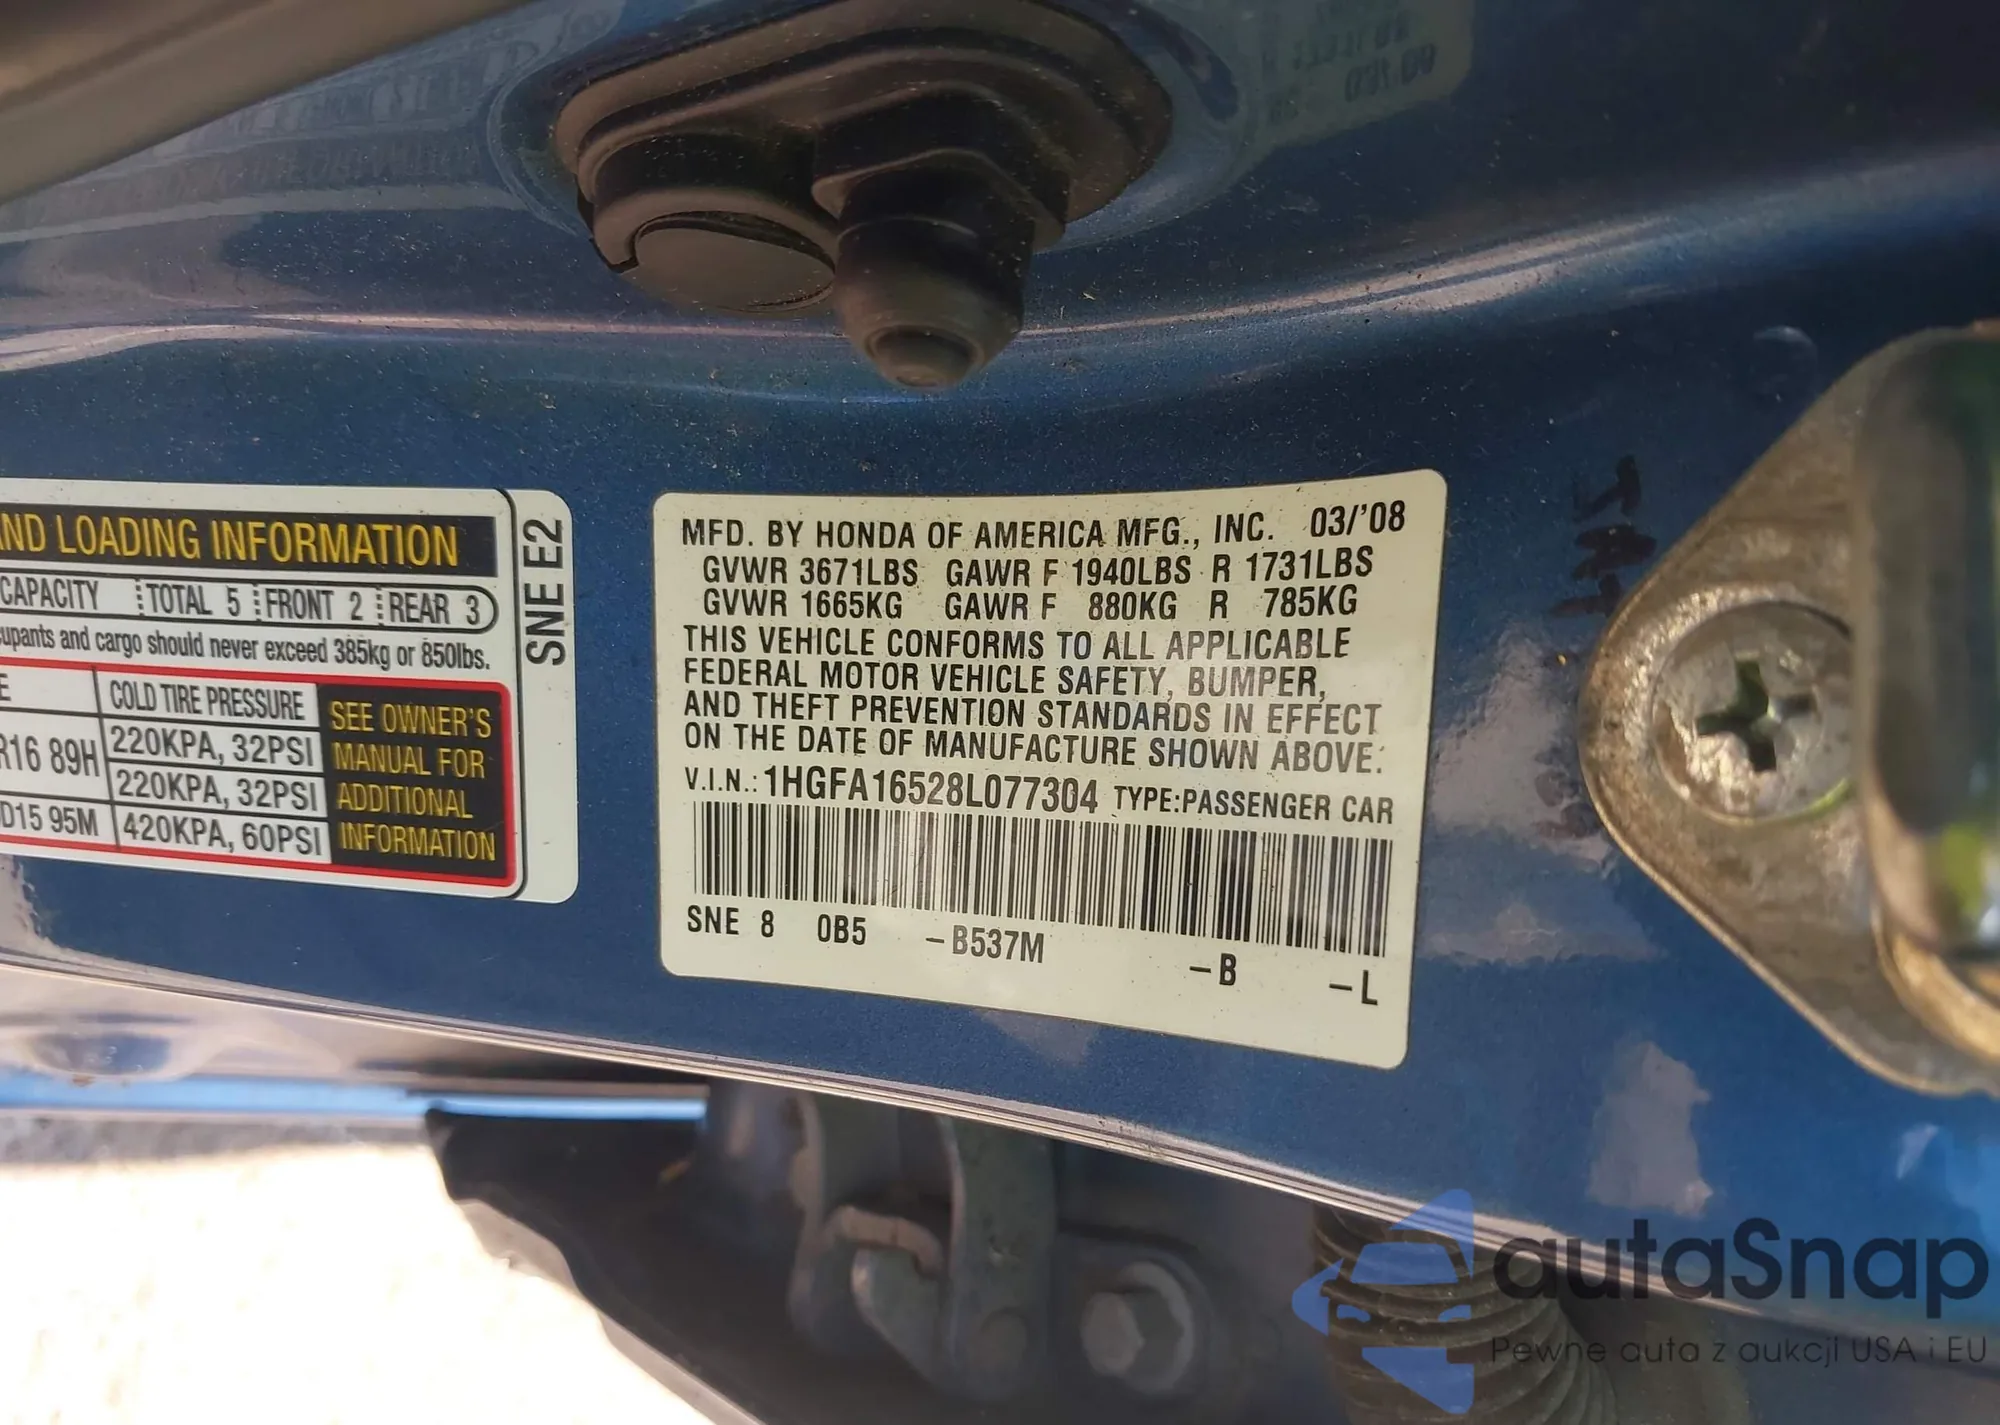 AND LOADING INFORMATION
CAPACITY TOTAL 5 FRONT 2 REAR 3
and cargo should never exceed 385kg or 850lbs.
E COLD TIRE PRESSURE
R16 89H 220KPA, 32PSI
220KPA, 32PSI
D15 95M 420KPA, 60PSI
SEE OWNER'S
MANUAL FOR
ADDITIONAL
INFORMATION
SNE E2
MFD. BY HONDA OF AMERICA MFG., INC. 03/'08
GVWR 3671LBS GAWR F 1940LBS R 1731LBS
GVWR 1665KG GAWR F 880KG R 785KG
THIS VEHICLE CONFORMS TO ALL APPLICABLE
FEDERAL MOTOR VEHICLE SAFETY, BUMPER,
AND THEFT PREVENTION STANDARDS IN EFFECT
ON THE DATE OF MANUFACTURE SHOWN ABOVE.
V.I.N.: 1HGFA16528L077304 TYPE:PASSENGER CAR
SNE 8 0B5 -B537M -B -L
autaSnap
Pewne auta z aukcji USA i EU